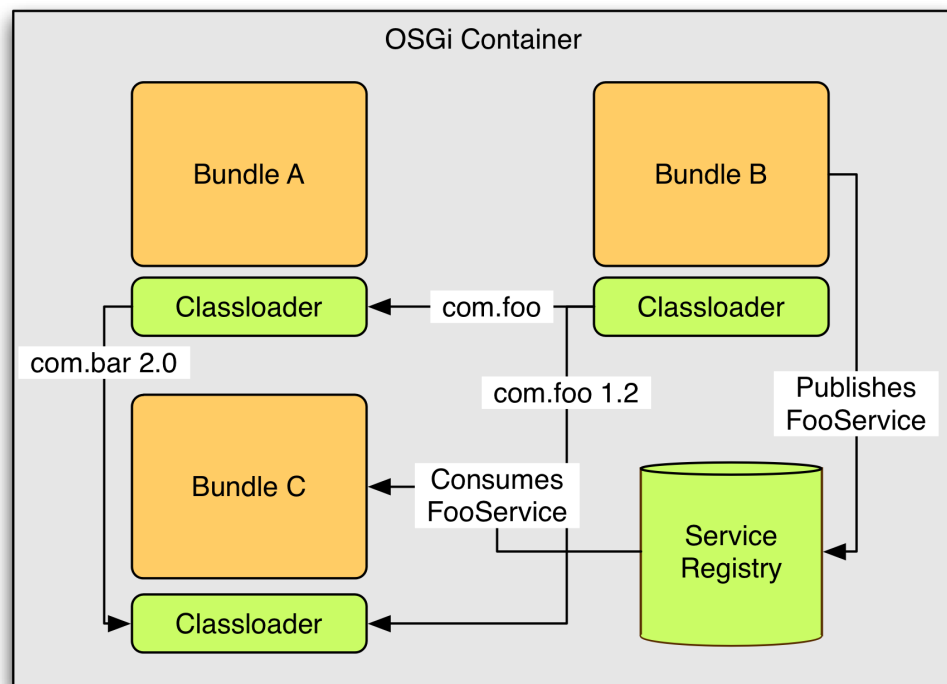 OSGi Container
Bundle A
Bundle B
Classloader
com.foo
Classloader
com.bar 2.0
com.foo 1.2
Publishes
FooService
Bundle C
Consumes
FooService
Service
Registry
Classloader